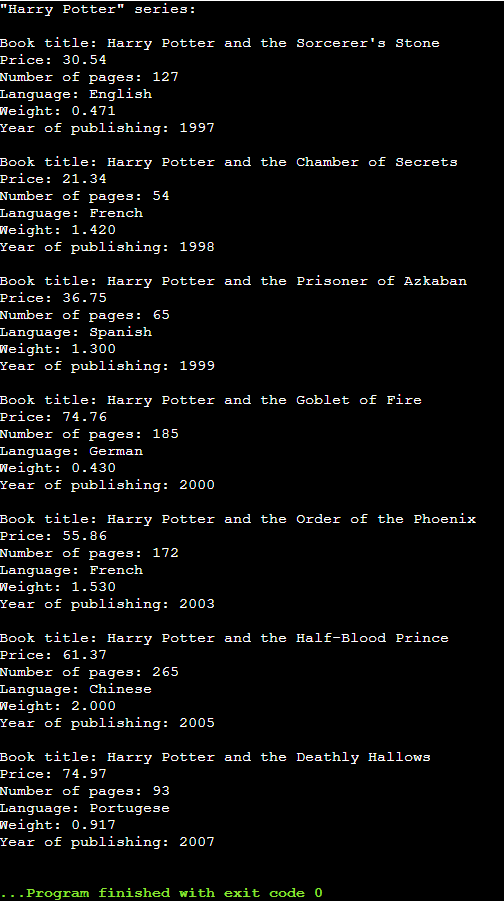 "Harry Potter" series:
Book title: Harry Potter and the Sorcerer's Stone
Price: 30.54
Number of pages: 127
Language: English
Weight: 0.471
Year of publishing: 1997
Book title: Harry Potter and the Chamber of Secrets
Price: 21.34
Number of pages: 54
Language: French
Weight: 1.420
Year of publishing: 1998
Book title: Harry Potter and the Prisoner of Azkaban
Price: 36.75
Number of pages: 65
Language: Spanish
Weight: 1.300
Year of publishing: 1999
Book title: Harry Potter and the Goblet of Fire
Price: 74.76
Number of pages: 185
Language: German
Weight: 0.430
Year of publishing: 2000
Book title: Harry Potter and the Order of the Phoenix
Price: 55.86
Number of pages: 172
Language: French
Weight: 1.530
Year of publishing: 2003
Book title: Harry Potter and the Half-Blood Prince
Price: 61.37
Number of pages: 265
Language: Chinese
Weight: 2.000
Year of publishing: 2005
Book title: Harry Potter and the Deathly Hallows
Price: 74.97
Number of pages: 93
Language: Portugese
Weight: 0.917
Year of publishing: 2007
...Program finished with exit code 0